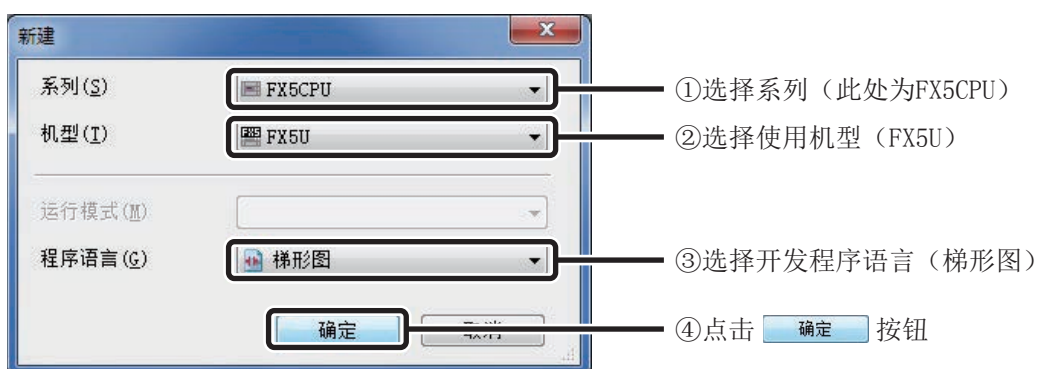 新建
系列(S) FX5CPU ①选择系列（此处为FX5CPU）
机型(T) FX5U ②选择使用机型（FX5U）
运行模式(M)
程序语言(G) 梯形图 ③选择开发程序语言（梯形图）
确定 取消 ④点击 确定 按钮